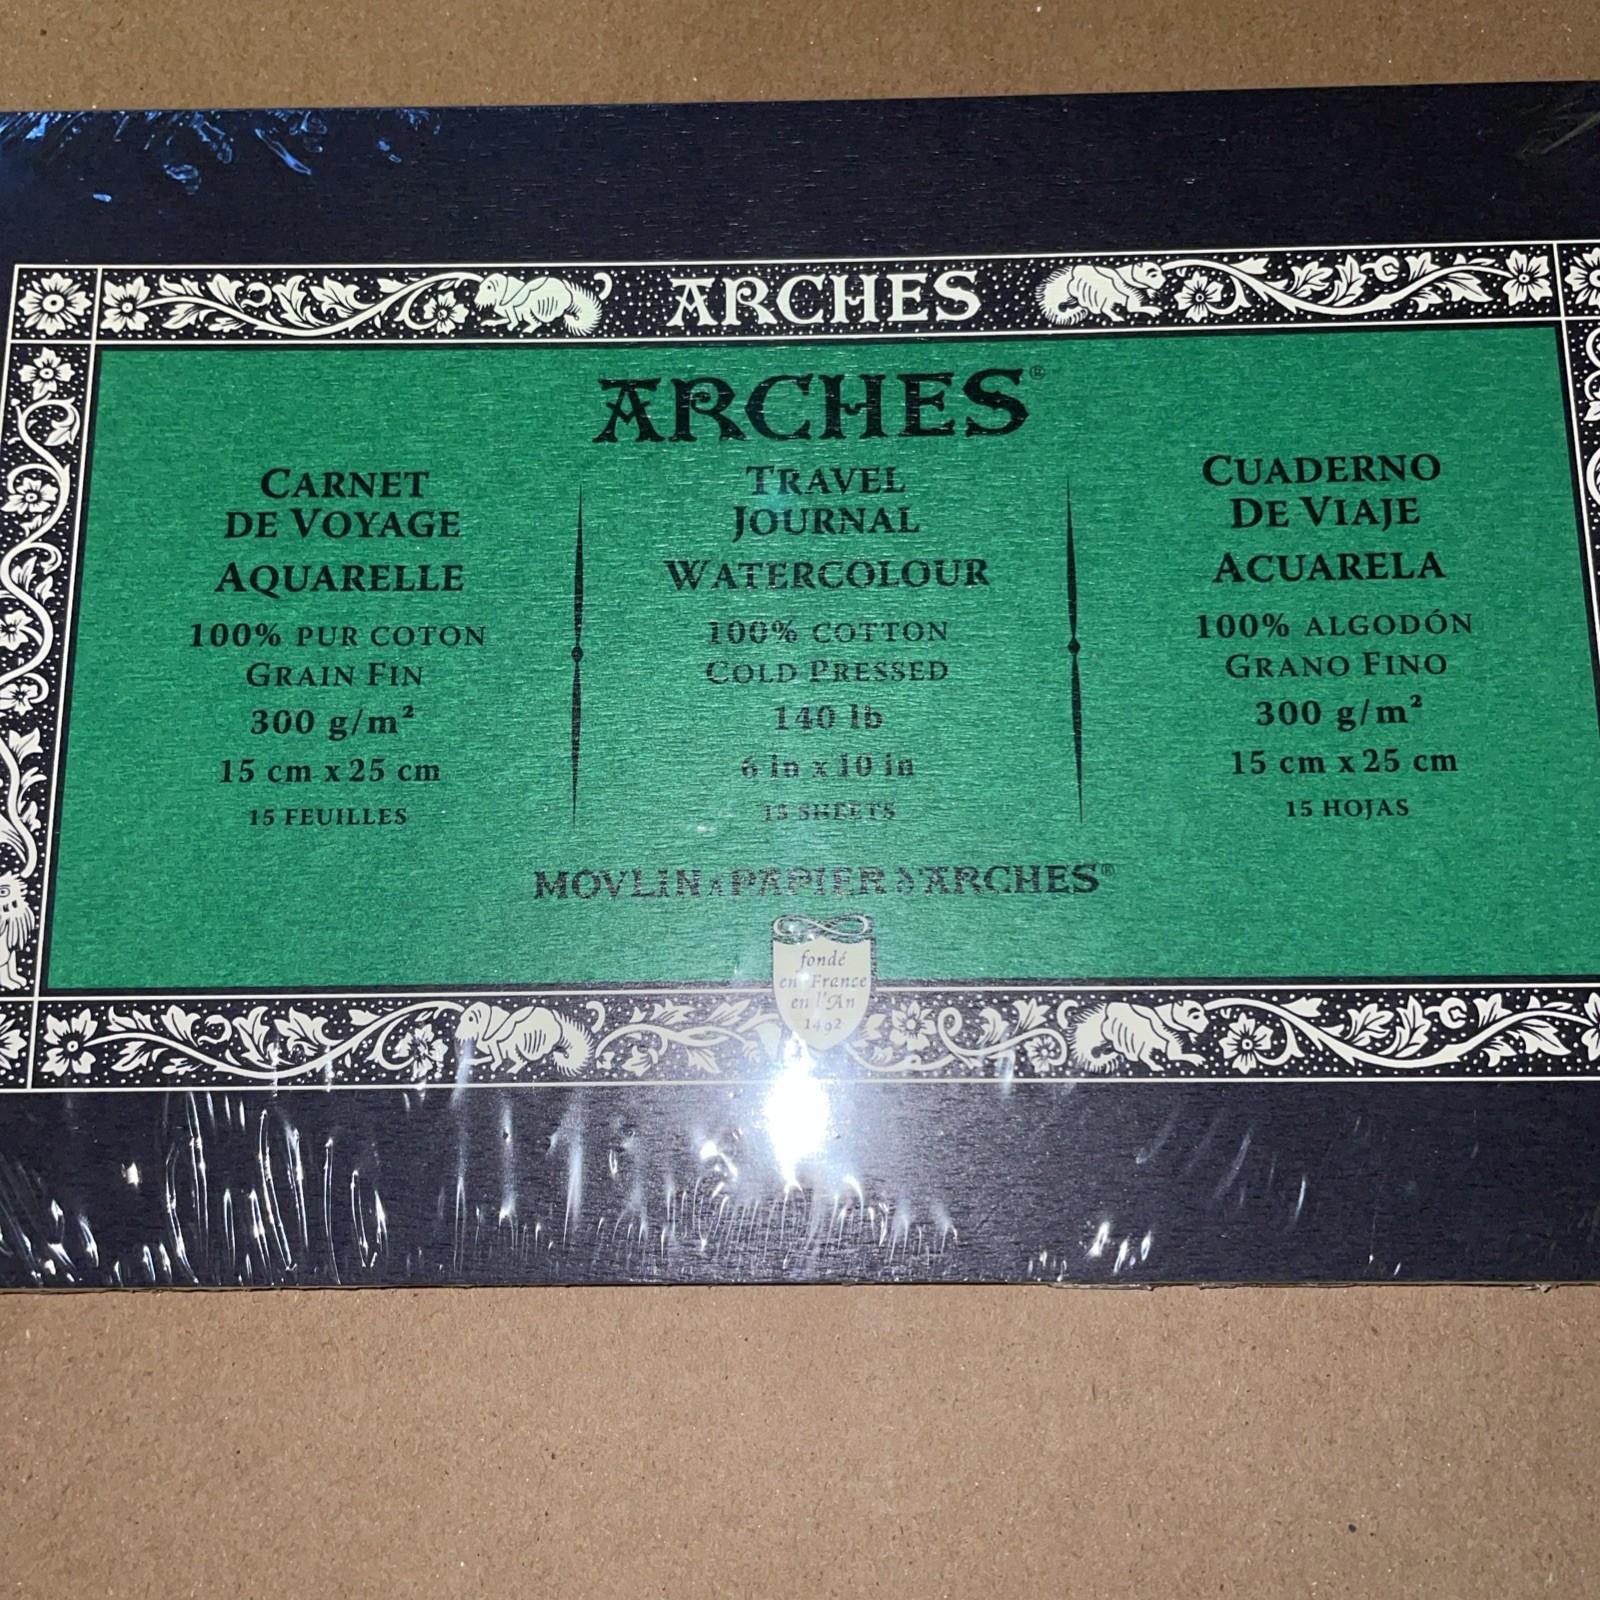 ARCHES
ARCHES®
CARNET
DE VOYAGE
AQUARELLE
100% PUR COTON
GRAIN FIN
300 g/m²
15 cm x 25 cm
15 FEUILLES
TRAVEL
JOURNAL
WATERCOLOUR
100% COTTON
COLD PRESSED
140 lb
6 in x 10 in
15 SHEETS
CUADERNO
DE VIAJE
ACUARELA
100% ALGODÓN
GRANO FINO
300 g/m²
15 cm x 25 cm
15 HOJAS
MOVLIN A PAPIER D'ARCHES®
fondé
en France
en l'An
1492